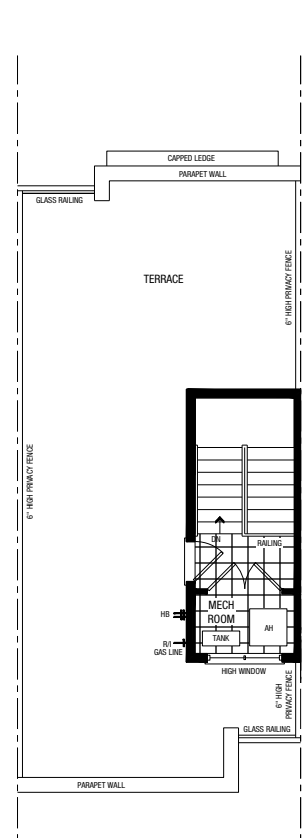 CAPPED LEDGE
PARAPET WALL
GLASS RAILING
TERRACE
6" HIGH PRIVACY FENCE
6" HIGH PRIVACY FENCE
DN
RAILING
MECH
ROOM
HB
AH
TANK
R/I
GAS LINE
HIGH WINDOW
6" HIGH
PRIVACY FENCE
GLASS RAILING
PARAPET WALL